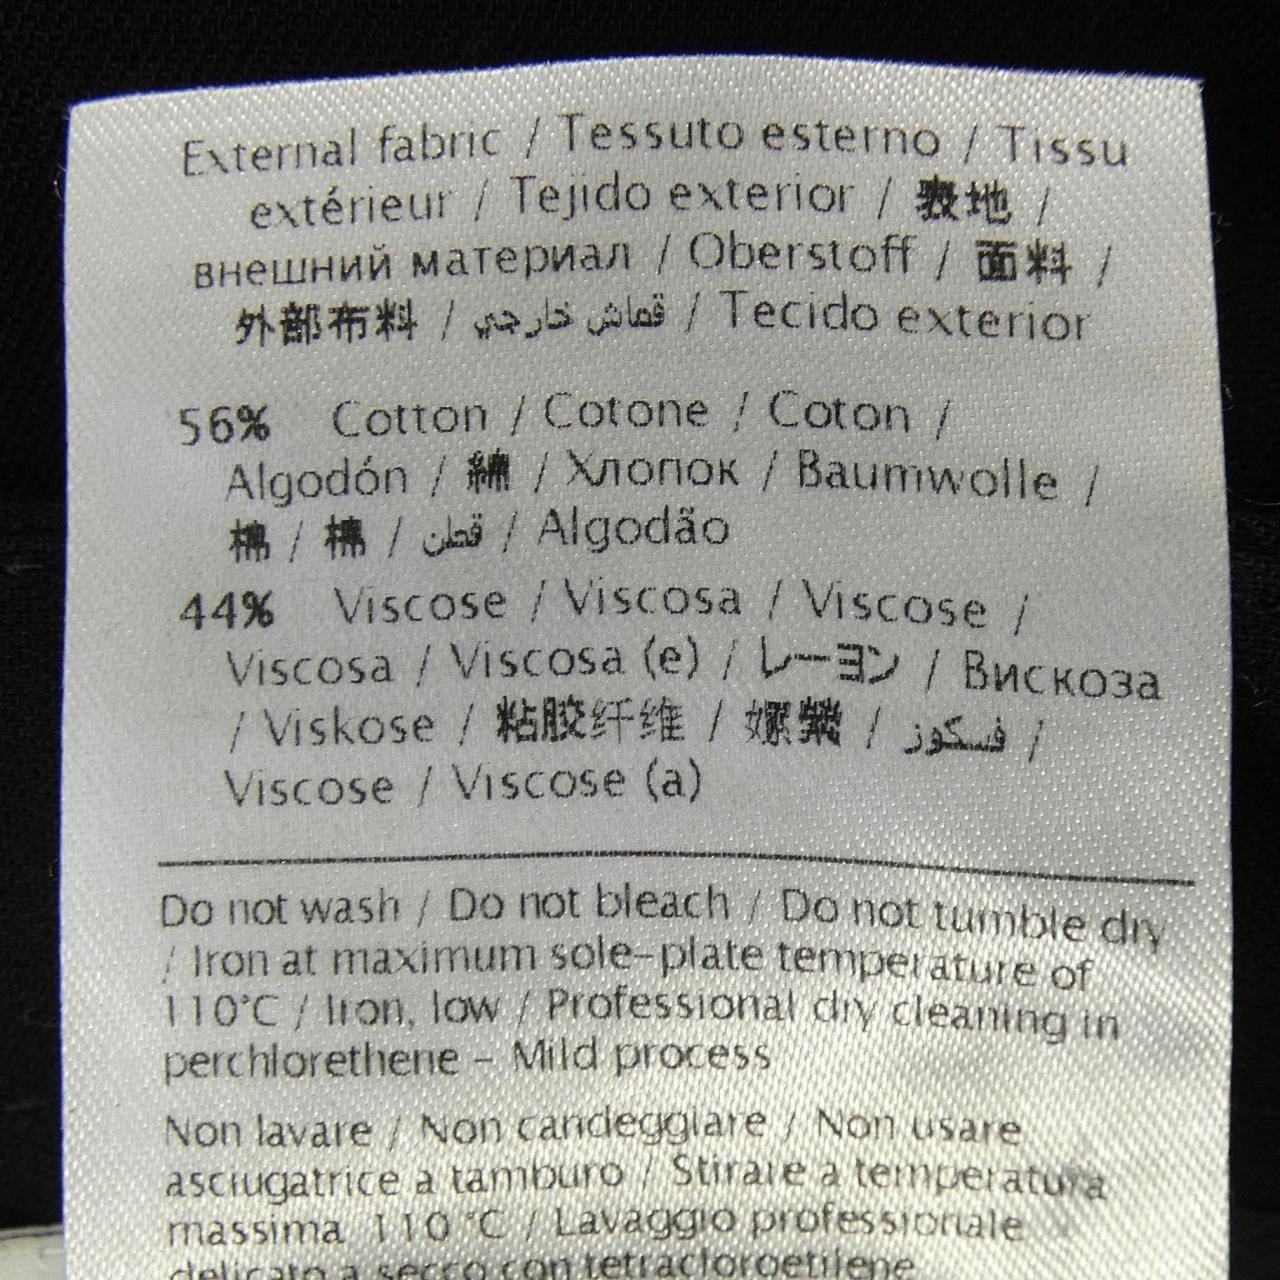 External fabric / Tessuto esterno / Tissu
extérieur / Tejido exterior / 表地 /
внешний материал / Oberstoff / 面料 /
外部布料 / قماش خارجي / Tecido exterior
56% Cotton / Cotone / Coton /
Algodón / 綿 / Хлопок / Baumwolle /
棉 / 棉 / قطن / Algodão
44% Viscose / Viscosa / Viscose /
Viscosa / Viscosa (e) / レーヨン / Вискоза
/ Viskose / 粘胶纤维 / 嫘縈 / فسكوز /
Viscose / Viscose (a)
Do not wash / Do not bleach / Do not tumble dry
/ Iron at maximum sole-plate temperature of
110°C / Iron, low / Professional dry cleaning in
perchlorethene - Mild process
Non lavare / Non candeggiare / Non usare
asciugatrice a tamburo / Stirare a temperatura
massima 110 °C / Lavaggio professionale
delicato a secco con tetracloroetilene